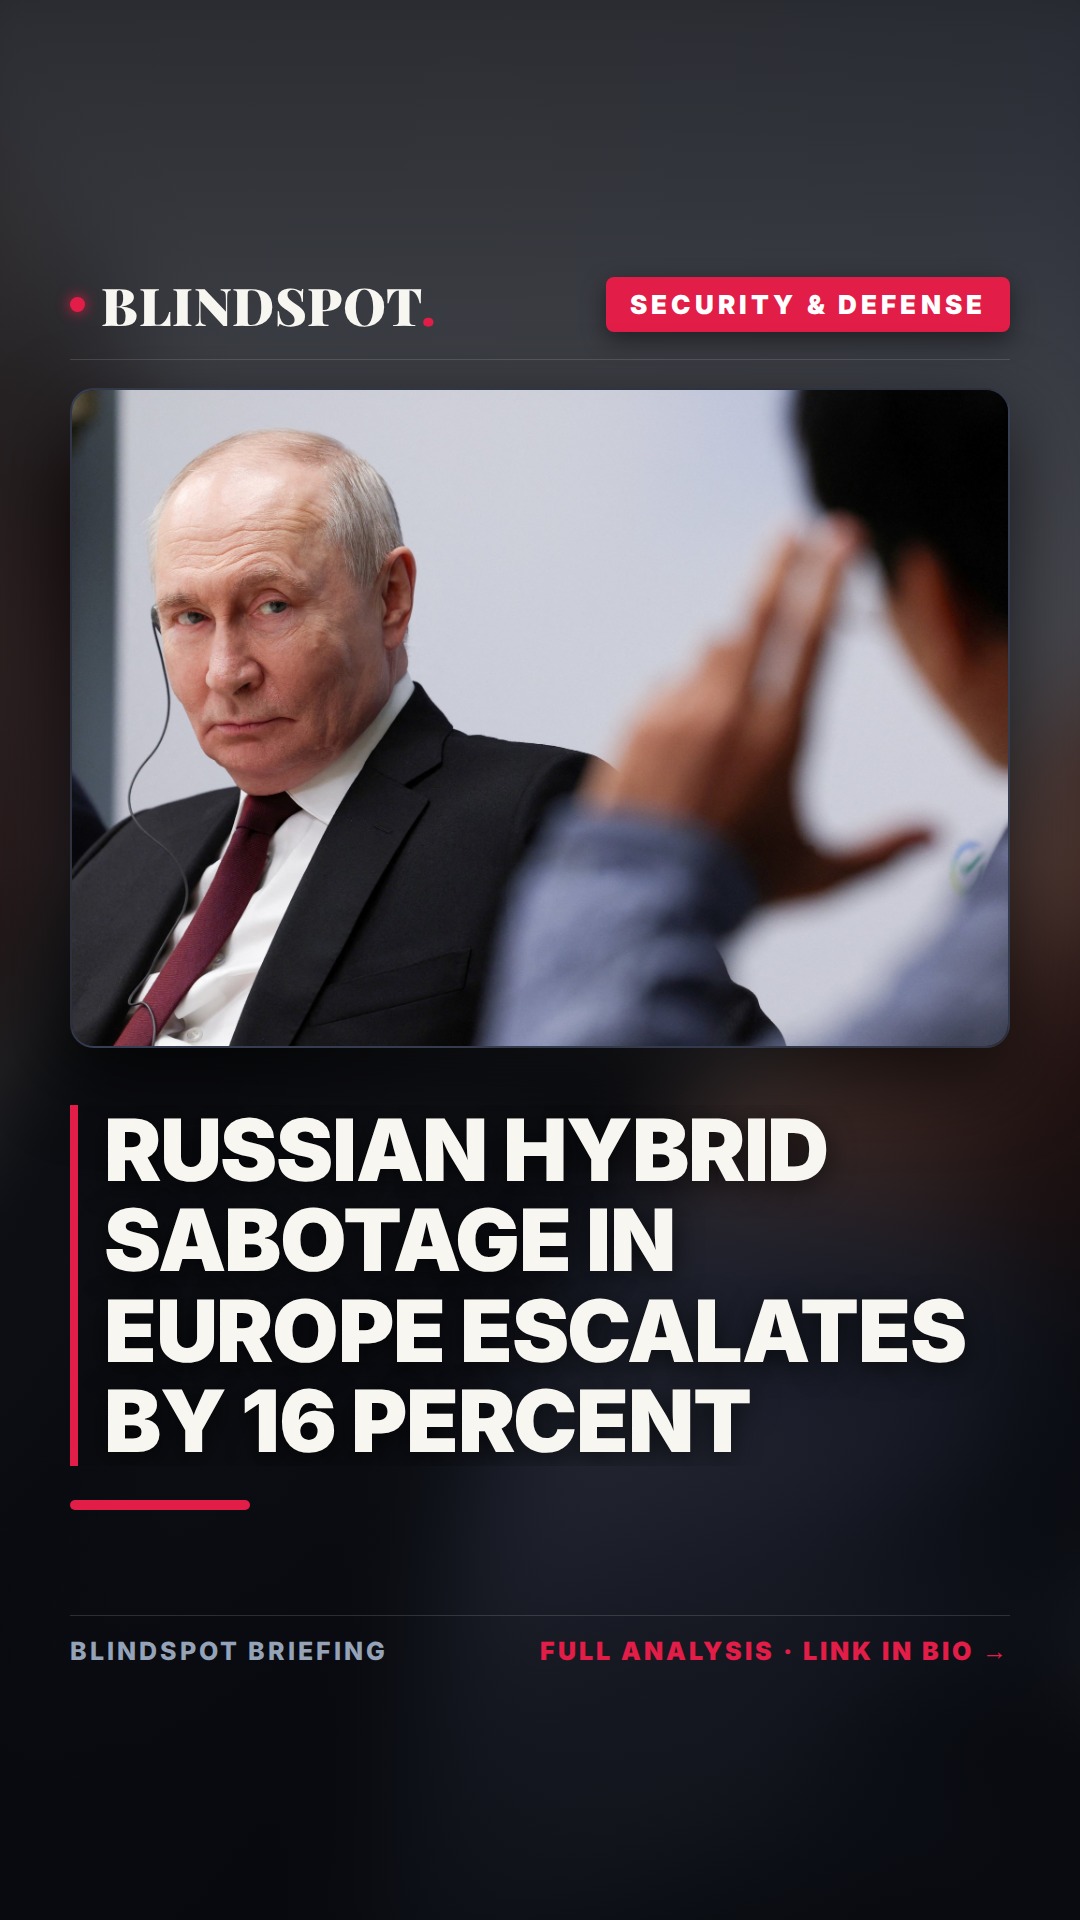 BLINDSPOT.
SECURITY & DEFENSE
RUSSIAN HYBRID
SABOTAGE IN
EUROPE ESCALATES
BY 16 PERCENT
BLINDSPOT BRIEFING
FULL ANALYSIS · LINK IN BIO →